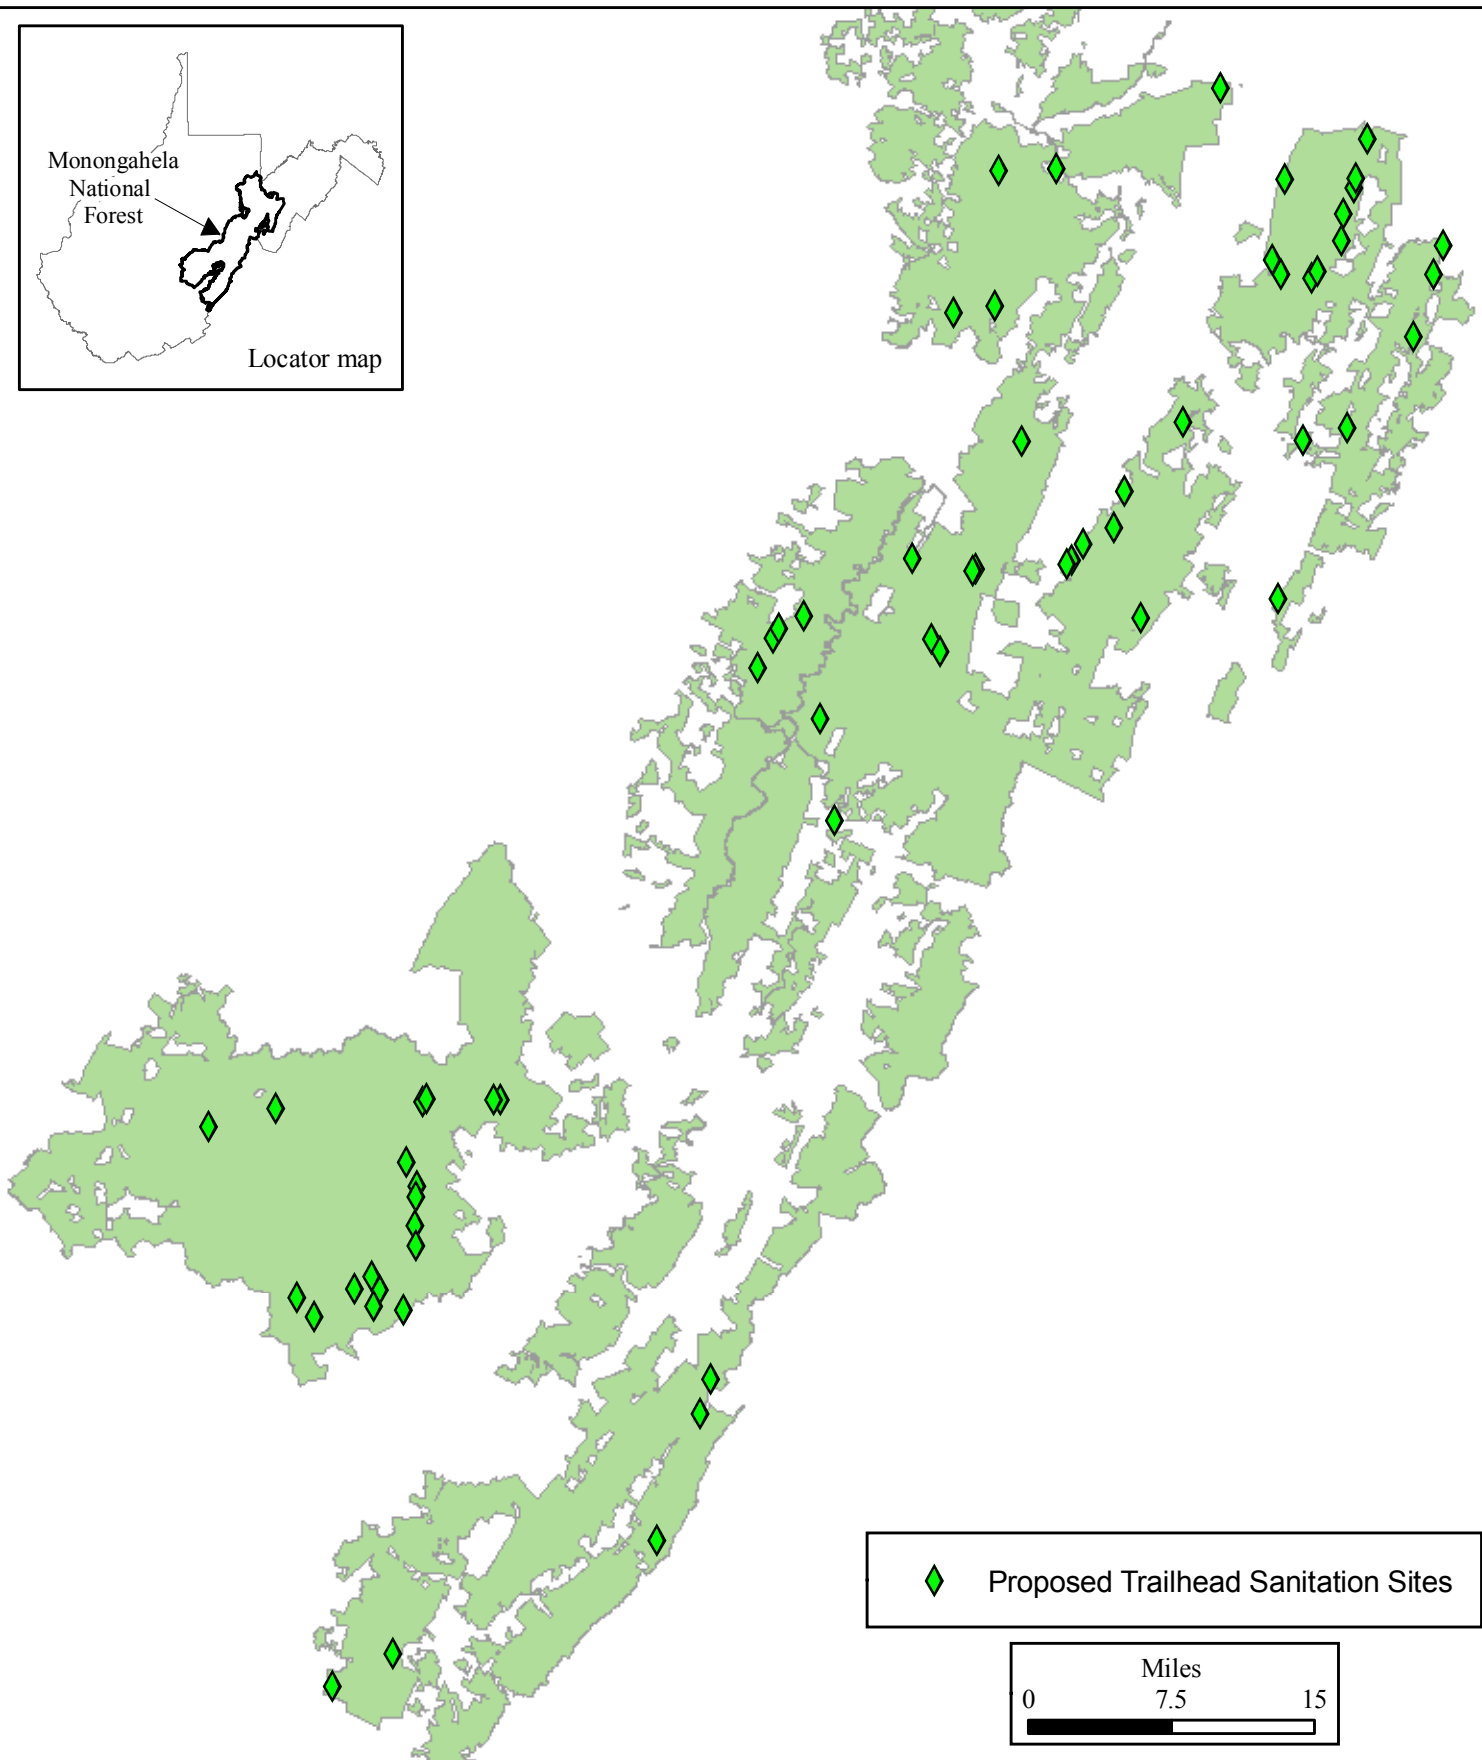 Monongahela
National
Forest
Locator map
Proposed Trailhead Sanitation Sites
Miles
0 7.5 15